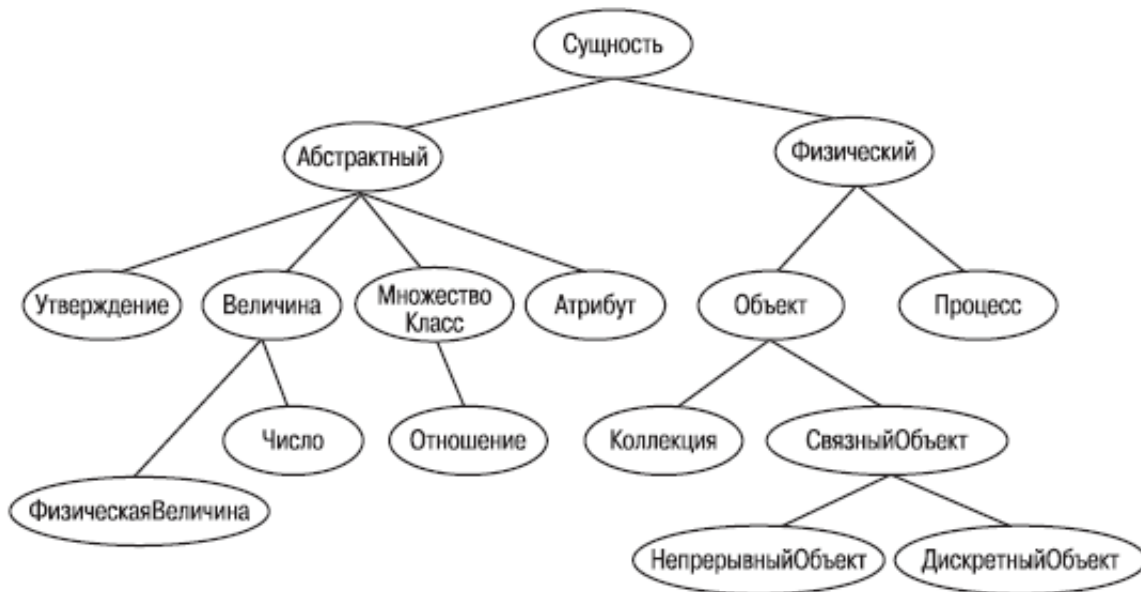 Сущность
Абстрактный
Физический
Утверждение
Величина
Множество
Класс
Атрибут
Объект
Процесс
Число
Отношение
Коллекция
СвязныйОбъект
ФизическаяВеличина
НепрерывныйОбъект
ДискретныйОбъект